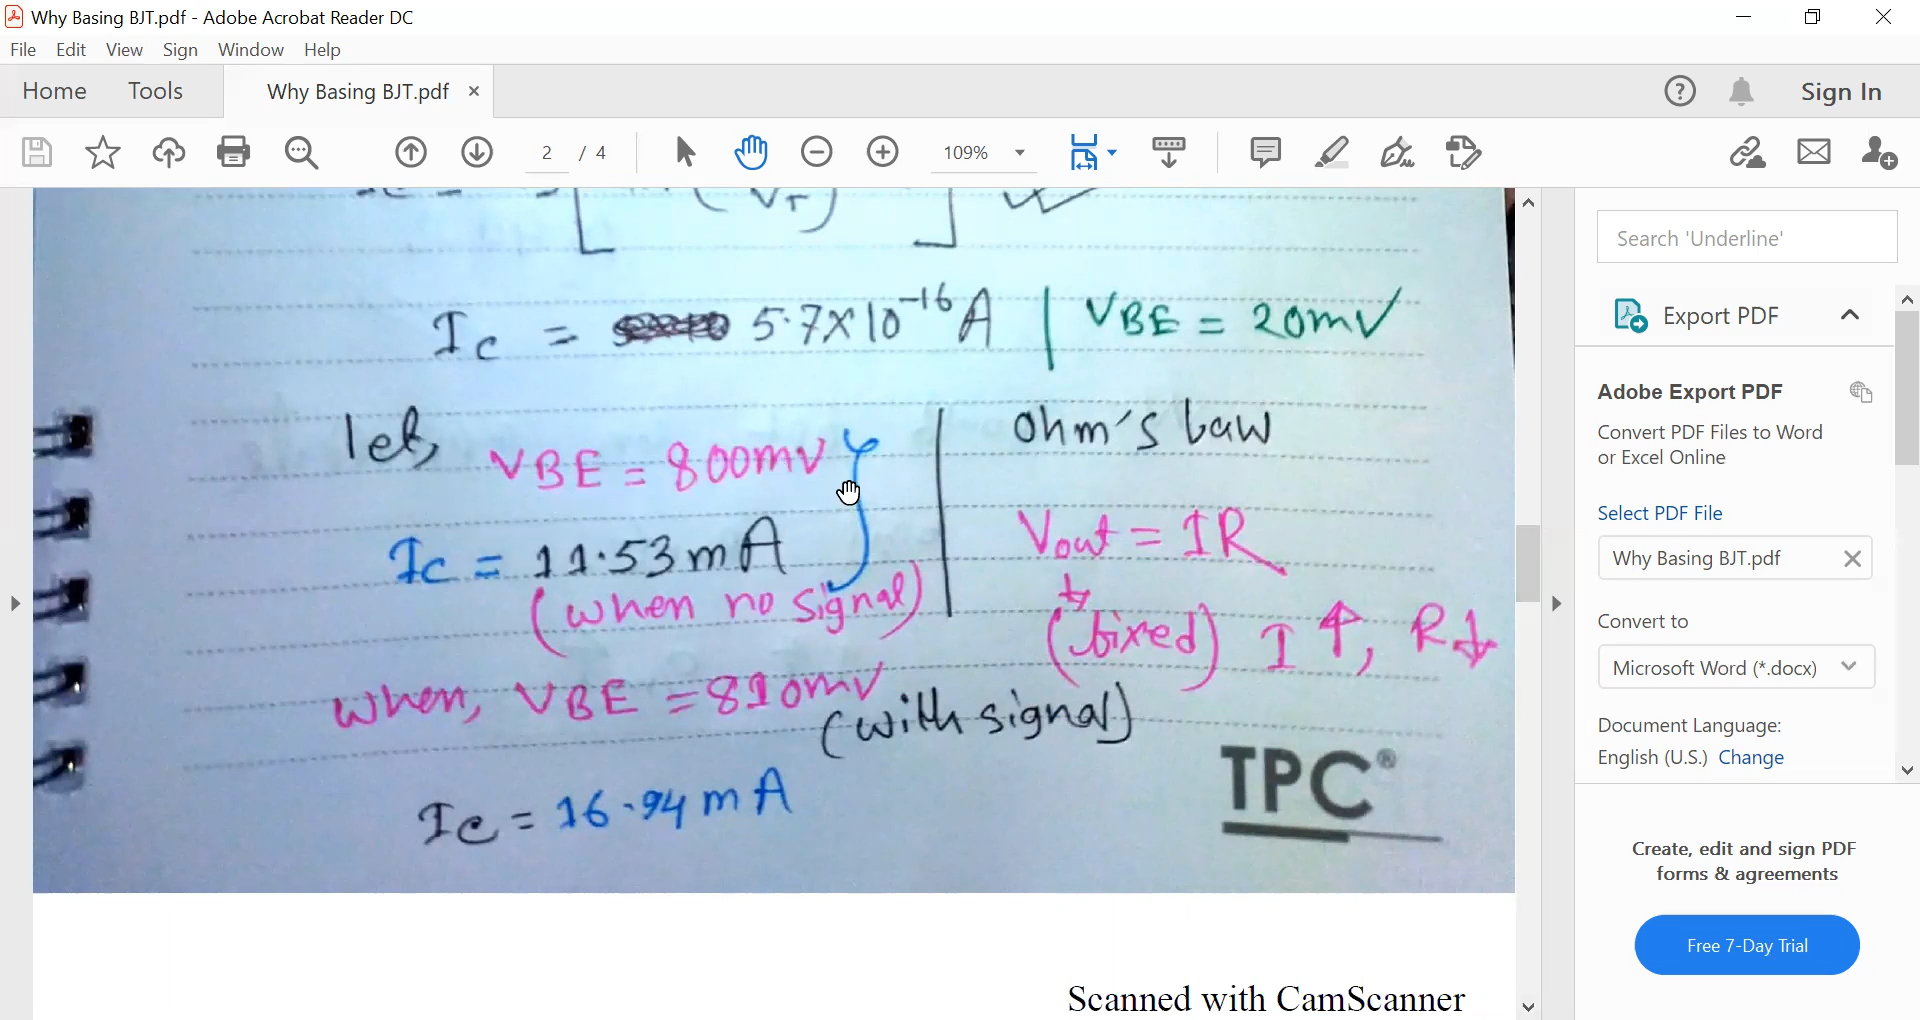 Why Basing BJT.pdf - Adobe Acrobat Reader DC
File Edit View Sign Window Help
Home Tools Why Basing BJT.pdf × Sign In
2 / 4 109%
Ic = 5.7×10⁻¹⁶A | VBE = 20mV
let, VBE = 800mV
Ic = 11.53mA
(when no signal)
Ohm's Law
Vout = IR
(fixed) I ↑, R↓
when, VBE = 810mV
(with signal)
Ic = 16.94mA
TPC®
Scanned with CamScanner
Search 'Underline'
Export PDF
Adobe Export PDF
Convert PDF Files to Word
or Excel Online
Select PDF File
Why Basing BJT.pdf
Convert to
Microsoft Word (*.docx)
Document Language:
English (U.S.) Change
Create, edit and sign PDF
forms & agreements
Free 7-Day Trial